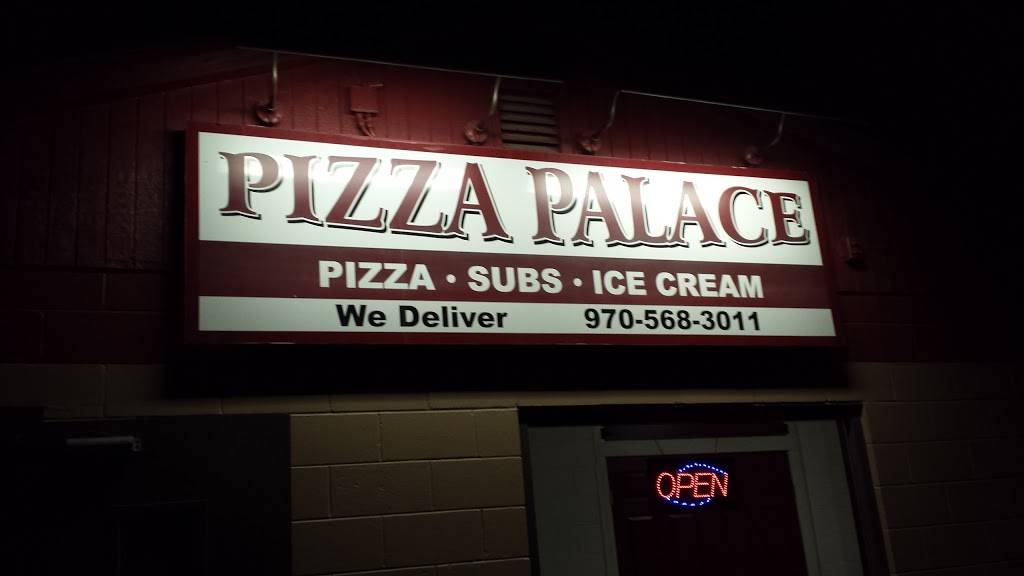 PIZZA PALACE
PIZZA • SUBS • ICE CREAM
We Deliver 970-568-3011
OPEN